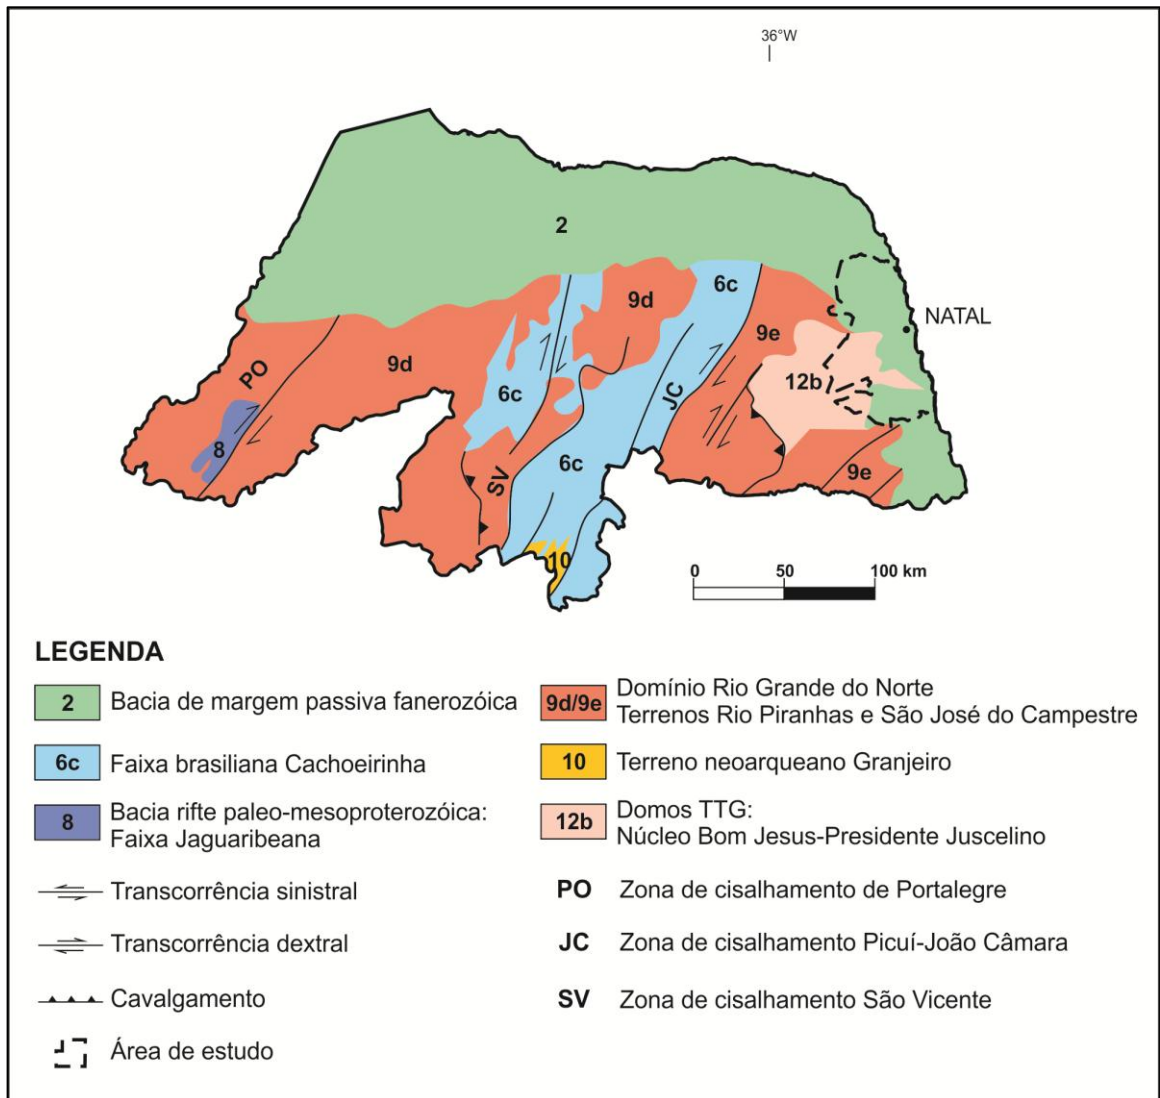 36°W
2
6c
9d
NATAL
9e
PO
9d
12b
6c
JC
8
SV
6c
9e
10
0 50 100 km
LEGENDA
2 Bacia de margem passiva fanerozóica
9d/9e Domínio Rio Grande do Norte
Terrenos Rio Piranhas e São José do Campestre
6c Faixa brasiliana Cachoeirinha
10 Terreno neoarqueano Granjeiro
8 Bacia rifte paleo-mesoproterozóica:
Faixa Jaguaribeana
12b Domos TTG:
Núcleo Bom Jesus-Presidente Juscelino
Transcorrência sinistral
PO Zona de cisalhamento de Portalegre
Transcorrência dextral
JC Zona de cisalhamento Picuí-João Câmara
Cavalgamento
SV Zona de cisalhamento São Vicente
Área de estudo